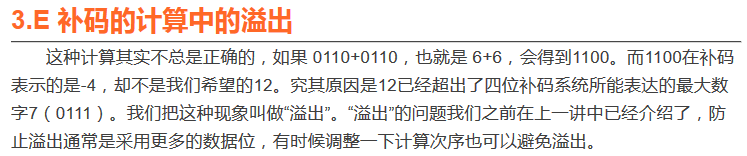 3.E 补码的计算中的溢出
这种计算其实不总是正确的，如果 0110+0110，也就是 6+6，会得到1100。而1100在补码
表示的是-4，却不是我们希望的12。究其原因是12已经超出了四位补码系统所能表达的最大数
字7（0111）。我们把这种现象叫做“溢出”。“溢出”的问题我们之前在上一讲中已经介绍了，防
止溢出通常是采用更多的数据位，有时候调整一下计算次序也可以避免溢出。